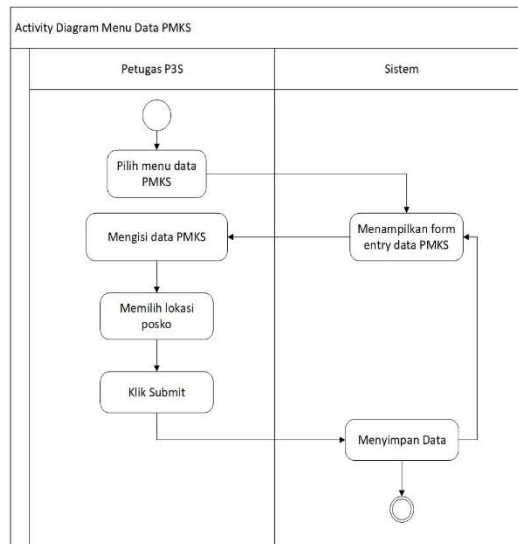 Activity Diagram Menu Data PMKS
Petugas P3S
Sistem
Pilih menu data
PMKS
Mengisi data PMKS
Menampilkan form
entry data PMKS
Memilih lokasi
posko
Klik Submit
Menyimpan Data